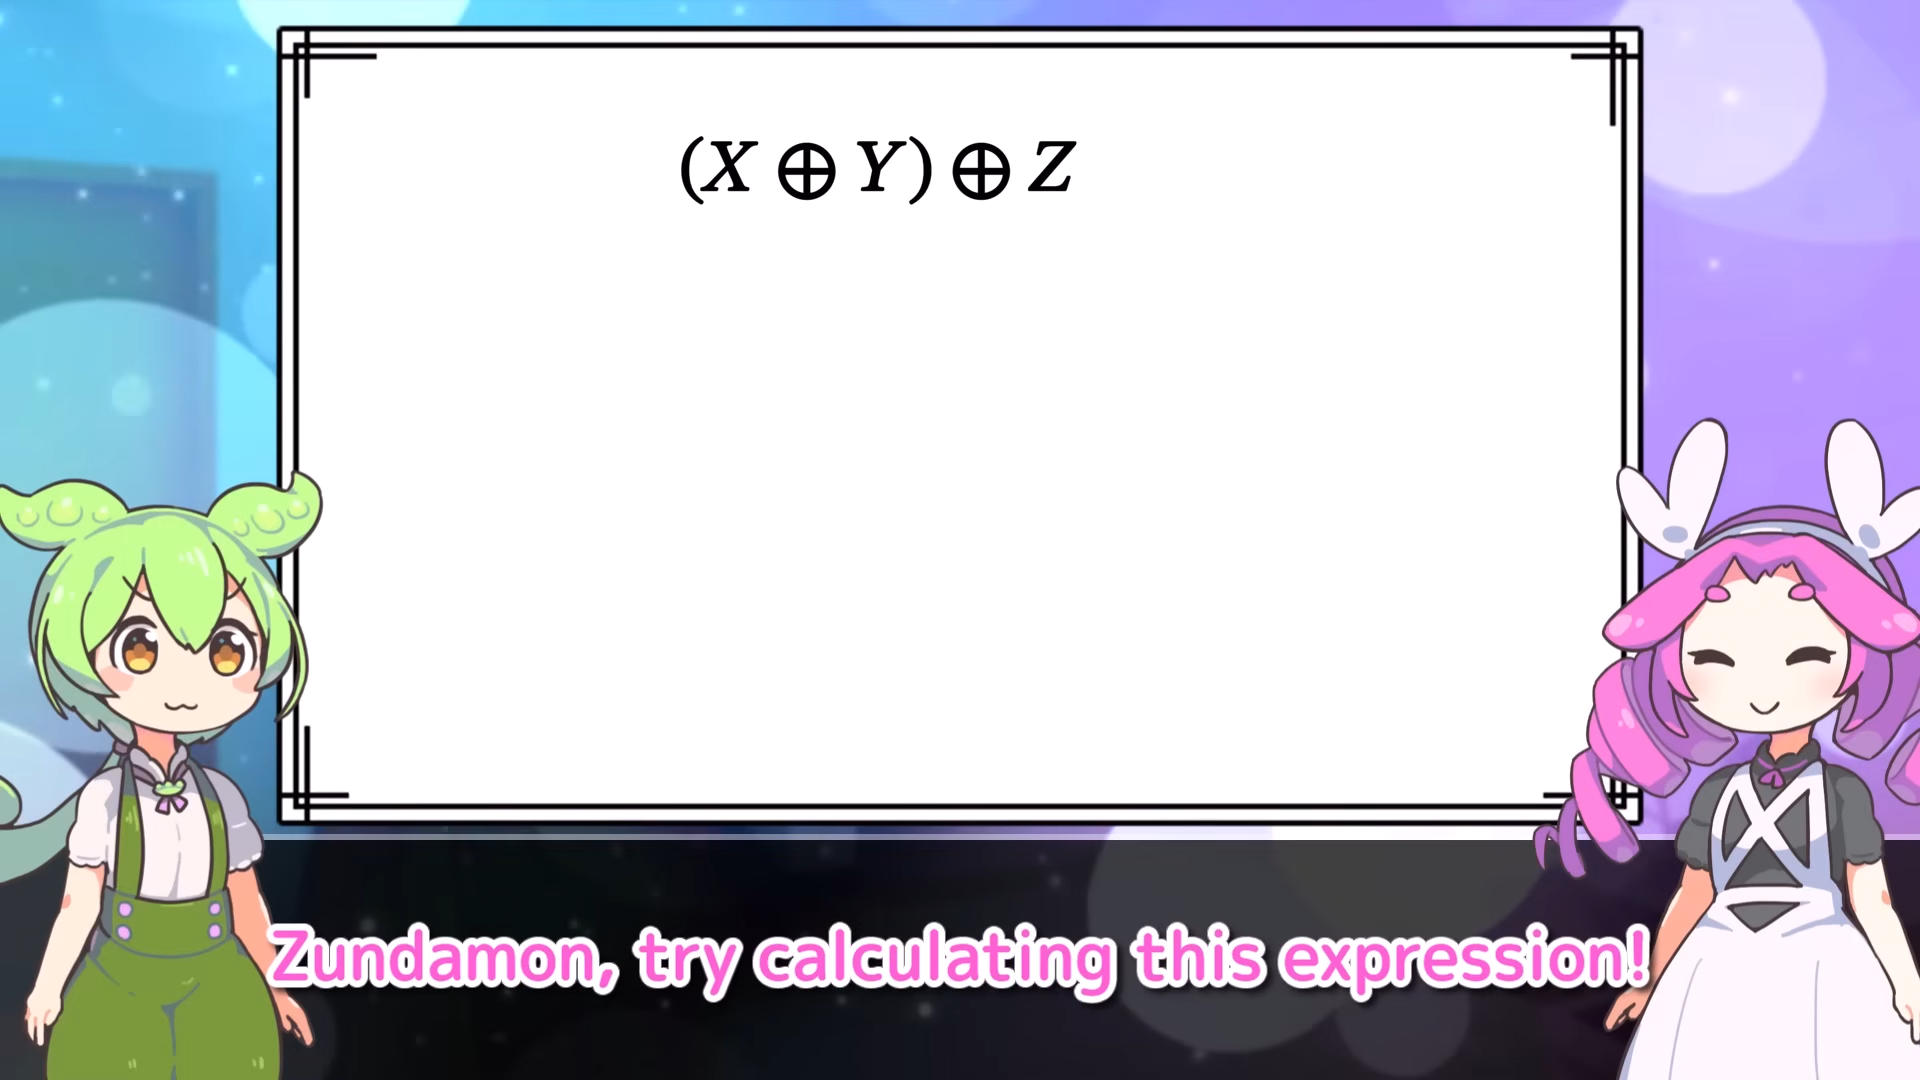 (X ⊕ Y) ⊕ Z
Zundamon, try calculating this expression!